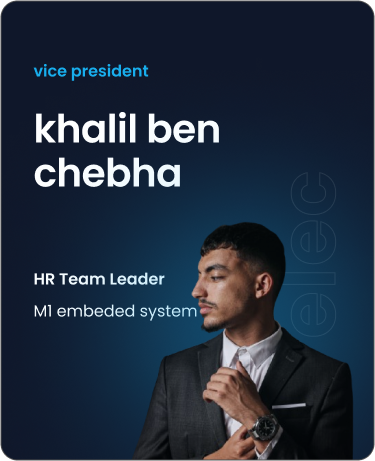 vice president
khalil ben
chebha
HR Team Leader
M1 embeded system
elec